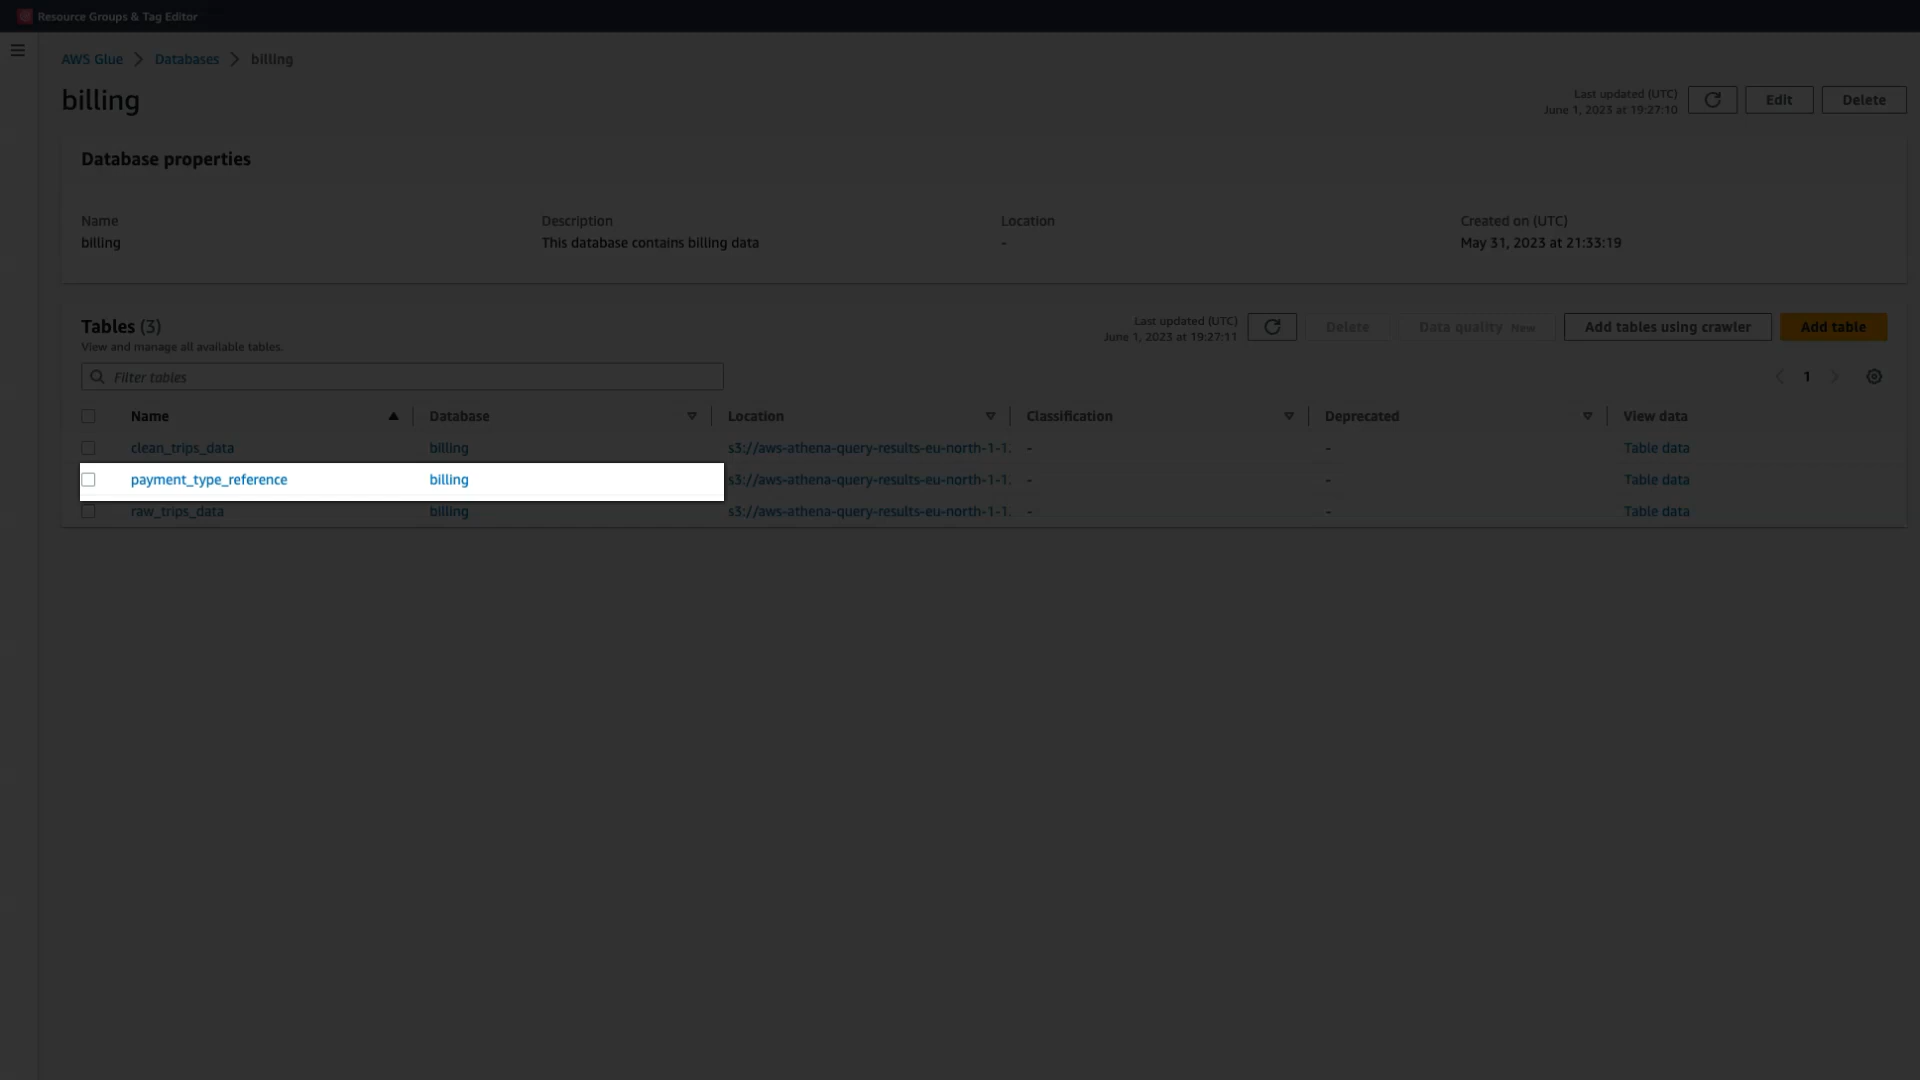 Resource Groups & Tag Editor
AWS Glue Databases billing
billing
Last updated (UTC)
June 1, 2023 at 19:27:10
Edit
Delete
Database properties
Name Description Location Created on (UTC)
billing This database contains billing data - May 31, 2023 at 21:33:19
Tables (3)
View and manage all available tables.
Last updated (UTC)
June 1, 2023 at 19:27:11
Delete
Data quality New
Add tables using crawler
Add table
Filter tables
1
Name Database Location Classification Deprecated View data
clean_trips_data billing s3://aws-athena-query-results-eu-north-1-1. - - Table data
payment_type_reference billing s3://aws-athena-query-results-eu-north-1-1. - - Table data
raw_trips_data billing s3://aws-athena-query-results-eu-north-1-1. - - Table data